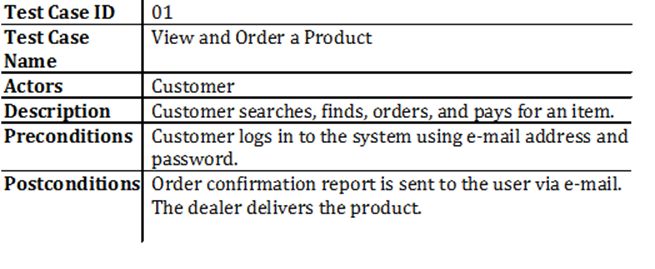 Test Case ID 01
Test Case View and Order a Product
Name
Actors Customer
Description Customer searches, finds, orders, and pays for an item.
Preconditions Customer logs in to the system using e-mail address and
password.
Postconditions Order confirmation report is sent to the user via e-mail.
The dealer delivers the product.